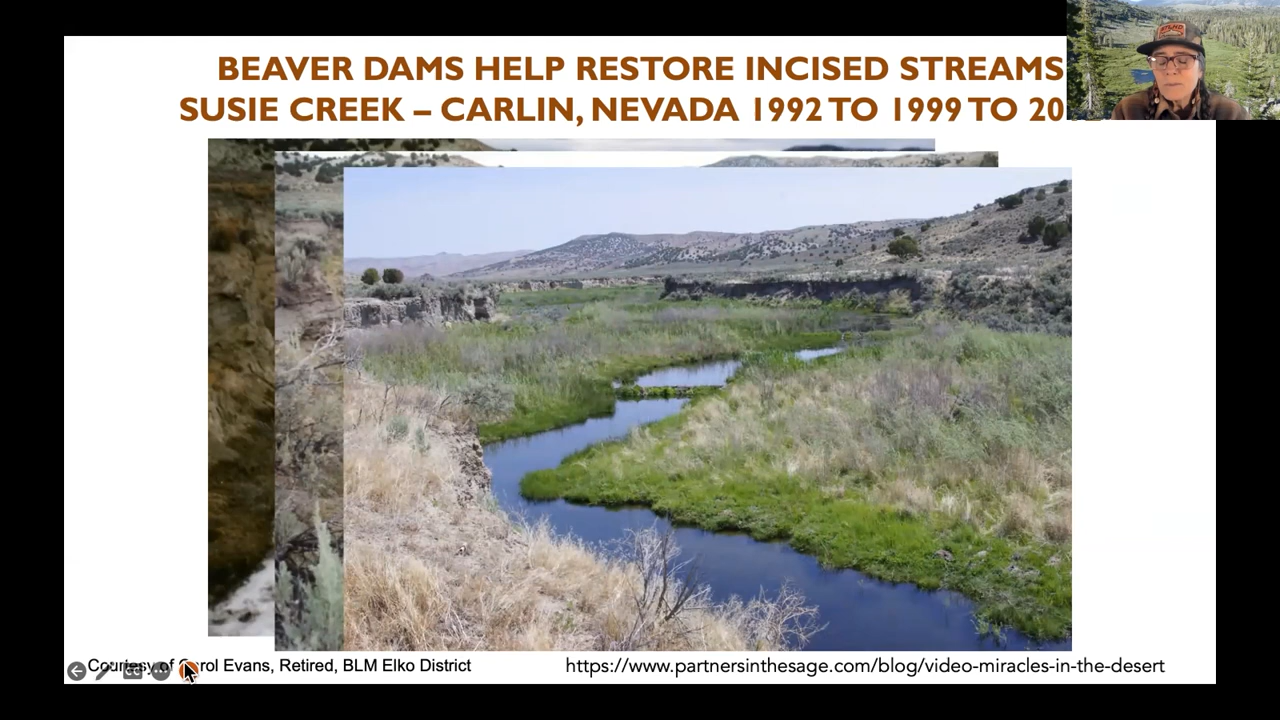 BEAVER DAMS HELP RESTORE INCISED STREAMS
SUSIE CREEK – CARLIN, NEVADA 1992 TO 1999 TO 20
Courtesy of Carol Evans, Retired, BLM Elko District
https://www.partnersinthesage.com/blog/video-miracles-in-the-desert